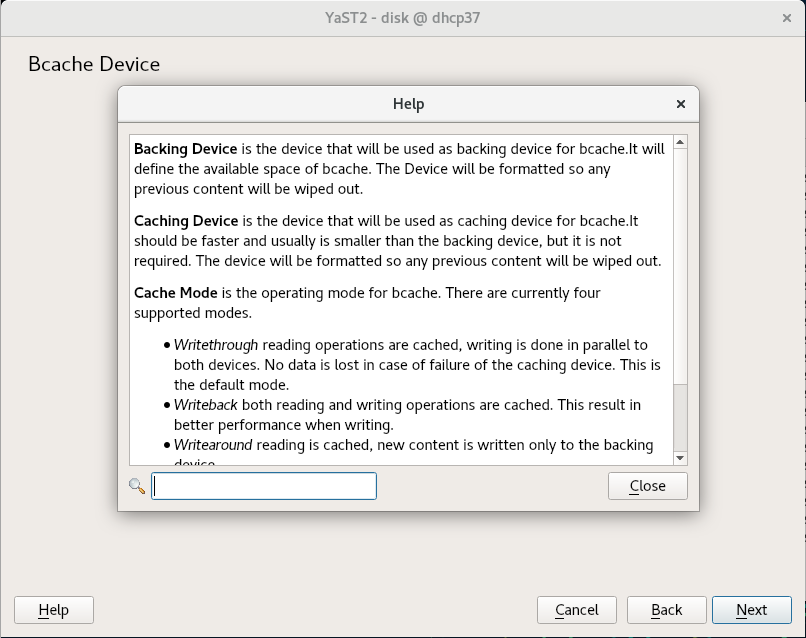 YaST2 - disk @ dhcp37
Bcache Device
Help
Backing Device is the device that will be used as backing device for bcache.It will
define the available space of bcache. The Device will be formatted so any
previous content will be wiped out.
Caching Device is the device that will be used as caching device for bcache.It
should be faster and usually is smaller than the backing device, but it is not
required. The device will be formatted so any previous content will be wiped out.
Cache Mode is the operating mode for bcache. There are currently four
supported modes.
• Writethrough reading operations are cached, writing is done in parallel to
both devices. No data is lost in case of failure of the caching device. This is
the default mode.
• Writeback both reading and writing operations are cached. This result in
better performance when writing.
• Writearound reading is cached, new content is written only to the backing
device.
Close
Help
Cancel
Back
Next